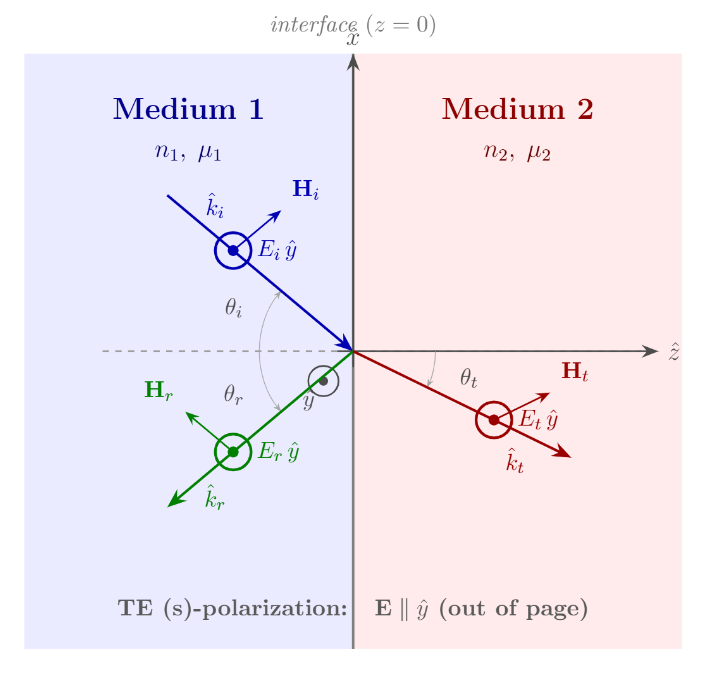 interface (z = 0)
x̂
Medium 1
Medium 2
n₁, μ₁
n₂, μ₂
Hᵢ
k̂ᵢ
Eᵢ ŷ
θᵢ
ẑ
θₜ
Hₜ
Hᵣ
θᵣ
ŷ
Eₜ ŷ
Eᵣ ŷ
k̂ₜ
k̂ᵣ
TE (s)-polarization: E ∥ ŷ (out of page)